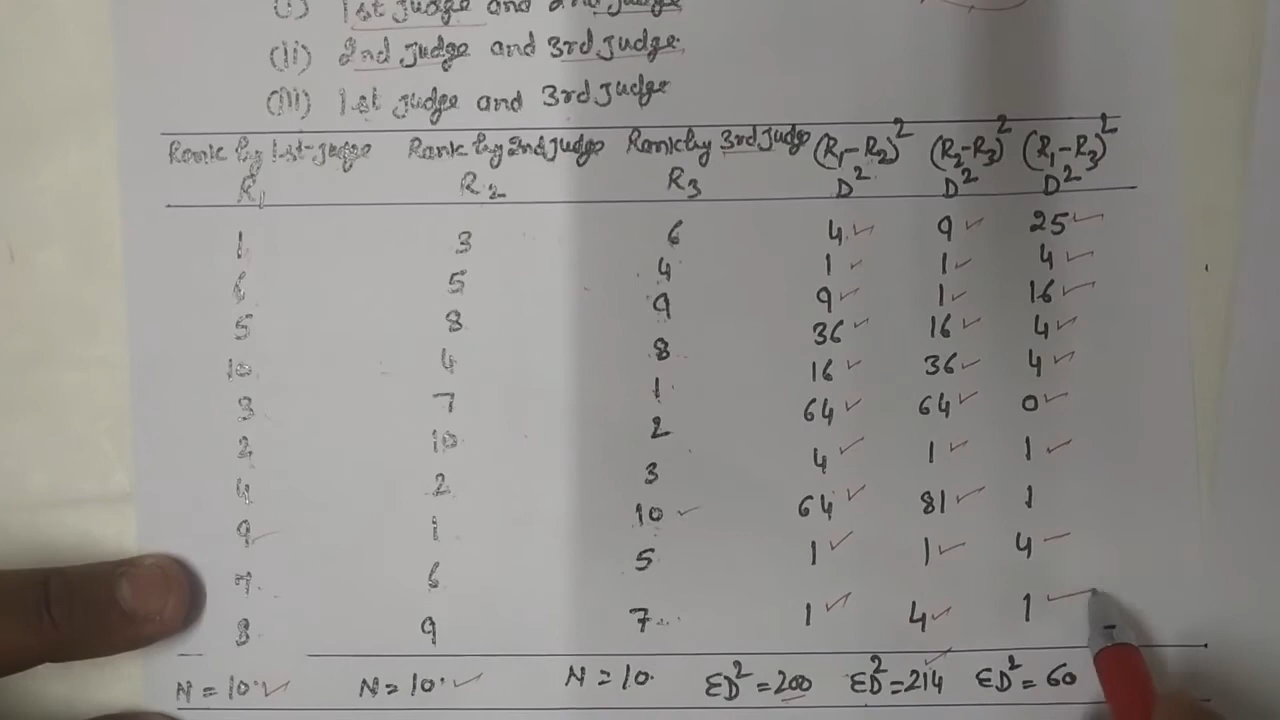 (i) 1st judge and 2nd judge
(ii) 2nd judge and 3rd judge.
(iii) 1st judge and 3rd judge
Rank by 1st-judge Rank by 2nd judge Rank by 3rd judge (R1-R2)² (R2-R3)² (R1-R3)²
R1 R2 R3 D² D² D²
1 3 6 4 9 25
6 5 4 1 1 4
5 8 9 9 1 16
10 4 8 36 16 4
3 7 1 16 36 4
2 10 2 64 64 0
4 2 3 4 1 1
9 1 10 64 81 1
7 6 5 1 1 4
8 9 7 1 4 1
N = 10. N = 10. N = 10. ΣD² = 200 ΣD² = 214 ΣD² = 60